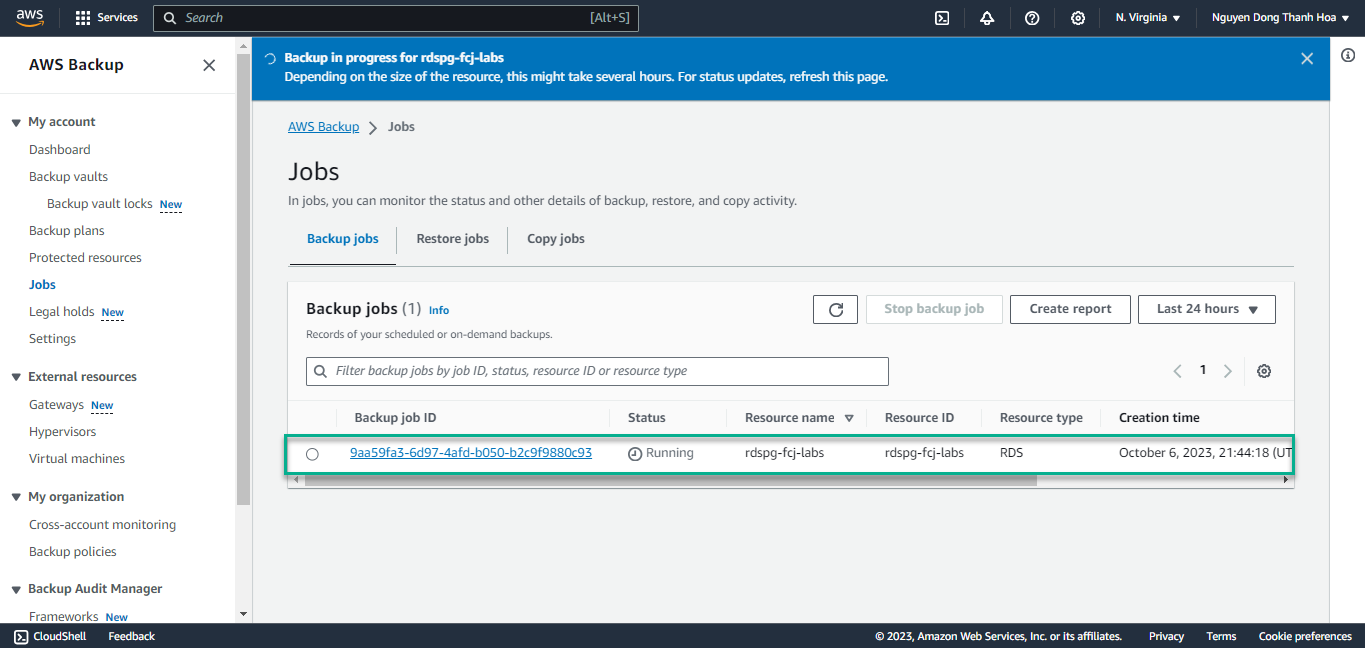 aws
Services
Search
[Alt+S]
N. Virginia
Nguyen Dong Thanh Hoa
AWS Backup
My account
Dashboard
Backup vaults
Backup vault locks New
Backup plans
Protected resources
Jobs
Legal holds New
Settings
External resources
Gateways New
Hypervisors
Virtual machines
My organization
Cross-account monitoring
Backup policies
Backup Audit Manager
Frameworks New
Backup in progress for rdspg-fcj-labs
Depending on the size of the resource, this might take several hours. For status updates, refresh this page.
AWS Backup
Jobs
Jobs
In jobs, you can monitor the status and other details of backup, restore, and copy activity.
Backup jobs
Restore jobs
Copy jobs
Backup jobs (1) Info
Stop backup job
Create report
Last 24 hours
Records of your scheduled or on-demand backups.
Filter backup jobs by job ID, status, resource ID or resource type
1
Backup job ID
Status
Resource name
Resource ID
Resource type
Creation time
9aa59fa3-6d97-4afd-b050-b2c9f9880c93
Running
rdspg-fcj-labs
rdspg-fcj-labs
RDS
October 6, 2023, 21:44:18 (UT
CloudShell
Feedback
© 2023, Amazon Web Services, Inc. or its affiliates.
Privacy
Terms
Cookie preferences